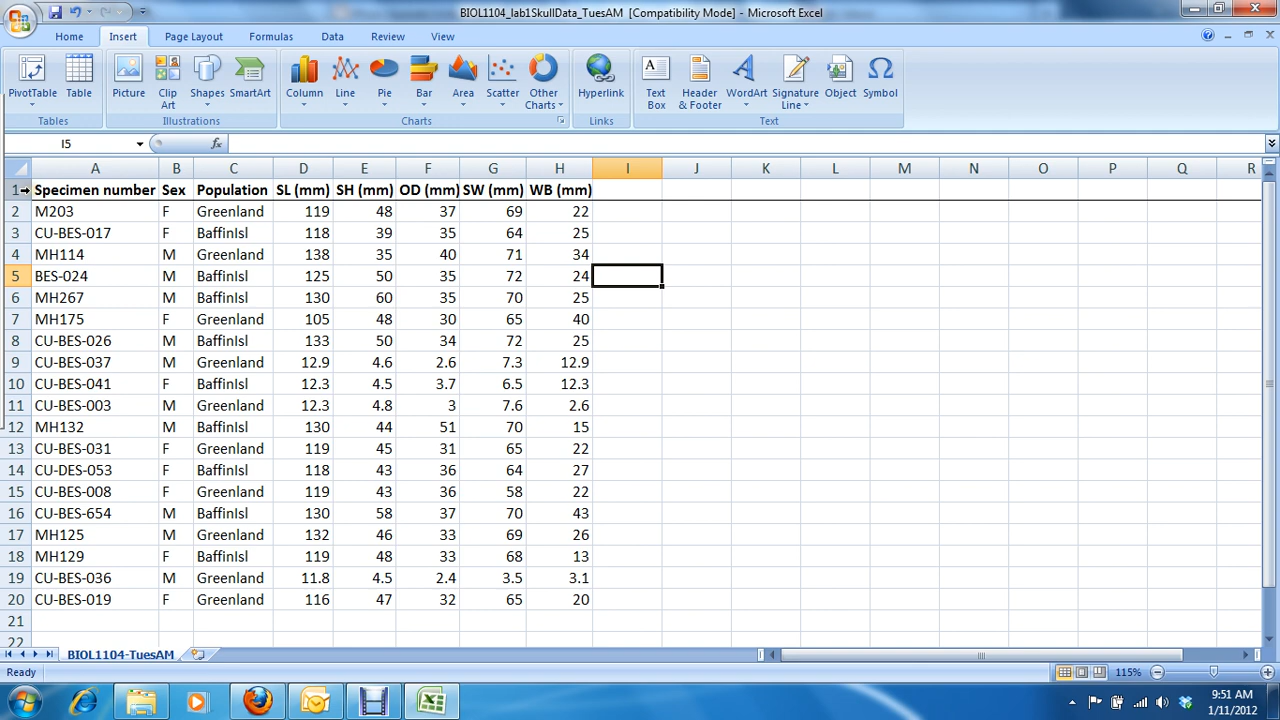 BIOL1104_lab1SkullData_TuesAM [Compatibility Mode] - Microsoft Excel
Home Insert Page Layout Formulas Data Review View
PivotTable Table Picture Clip Art Shapes SmartArt Column Line Pie Bar Area Scatter Other Charts Hyperlink Text Box Header & Footer WordArt Signature Line Object Symbol
Tables Illustrations Charts Links Text
I5 fx
A B C D E F G H I J K L M N O P Q R
1 Specimen number Sex Population SL (mm) SH (mm) OD (mm) SW (mm) WB (mm)
2 M203 F Greenland 119 48 37 69 22
3 CU-BES-017 F BaffinIsl 118 39 35 64 25
4 MH114 M Greenland 138 35 40 71 34
5 BES-024 M BaffinIsl 125 50 35 72 24
6 MH267 M BaffinIsl 130 60 35 70 25
7 MH175 F Greenland 105 48 30 65 40
8 CU-BES-026 M BaffinIsl 133 50 34 72 25
9 CU-BES-037 M Greenland 12.9 4.6 2.6 7.3 12.9
10 CU-BES-041 F BaffinIsl 12.3 4.5 3.7 6.5 12.3
11 CU-BES-003 M Greenland 12.3 4.8 3 7.6 2.6
12 MH132 M BaffinIsl 130 44 51 70 15
13 CU-BES-031 F Greenland 119 45 31 65 22
14 CU-DES-053 F BaffinIsl 118 43 36 64 27
15 CU-BES-008 F Greenland 119 43 36 58 22
16 CU-BES-654 M BaffinIsl 130 58 37 70 43
17 MH125 M Greenland 132 46 33 69 26
18 MH129 F BaffinIsl 119 48 33 68 13
19 CU-BES-036 M Greenland 11.8 4.5 2.4 3.5 3.1
20 CU-BES-019 F Greenland 116 47 32 65 20
21
22
BIOL1104-TuesAM
Ready 115%
9:51 AM
1/11/2012